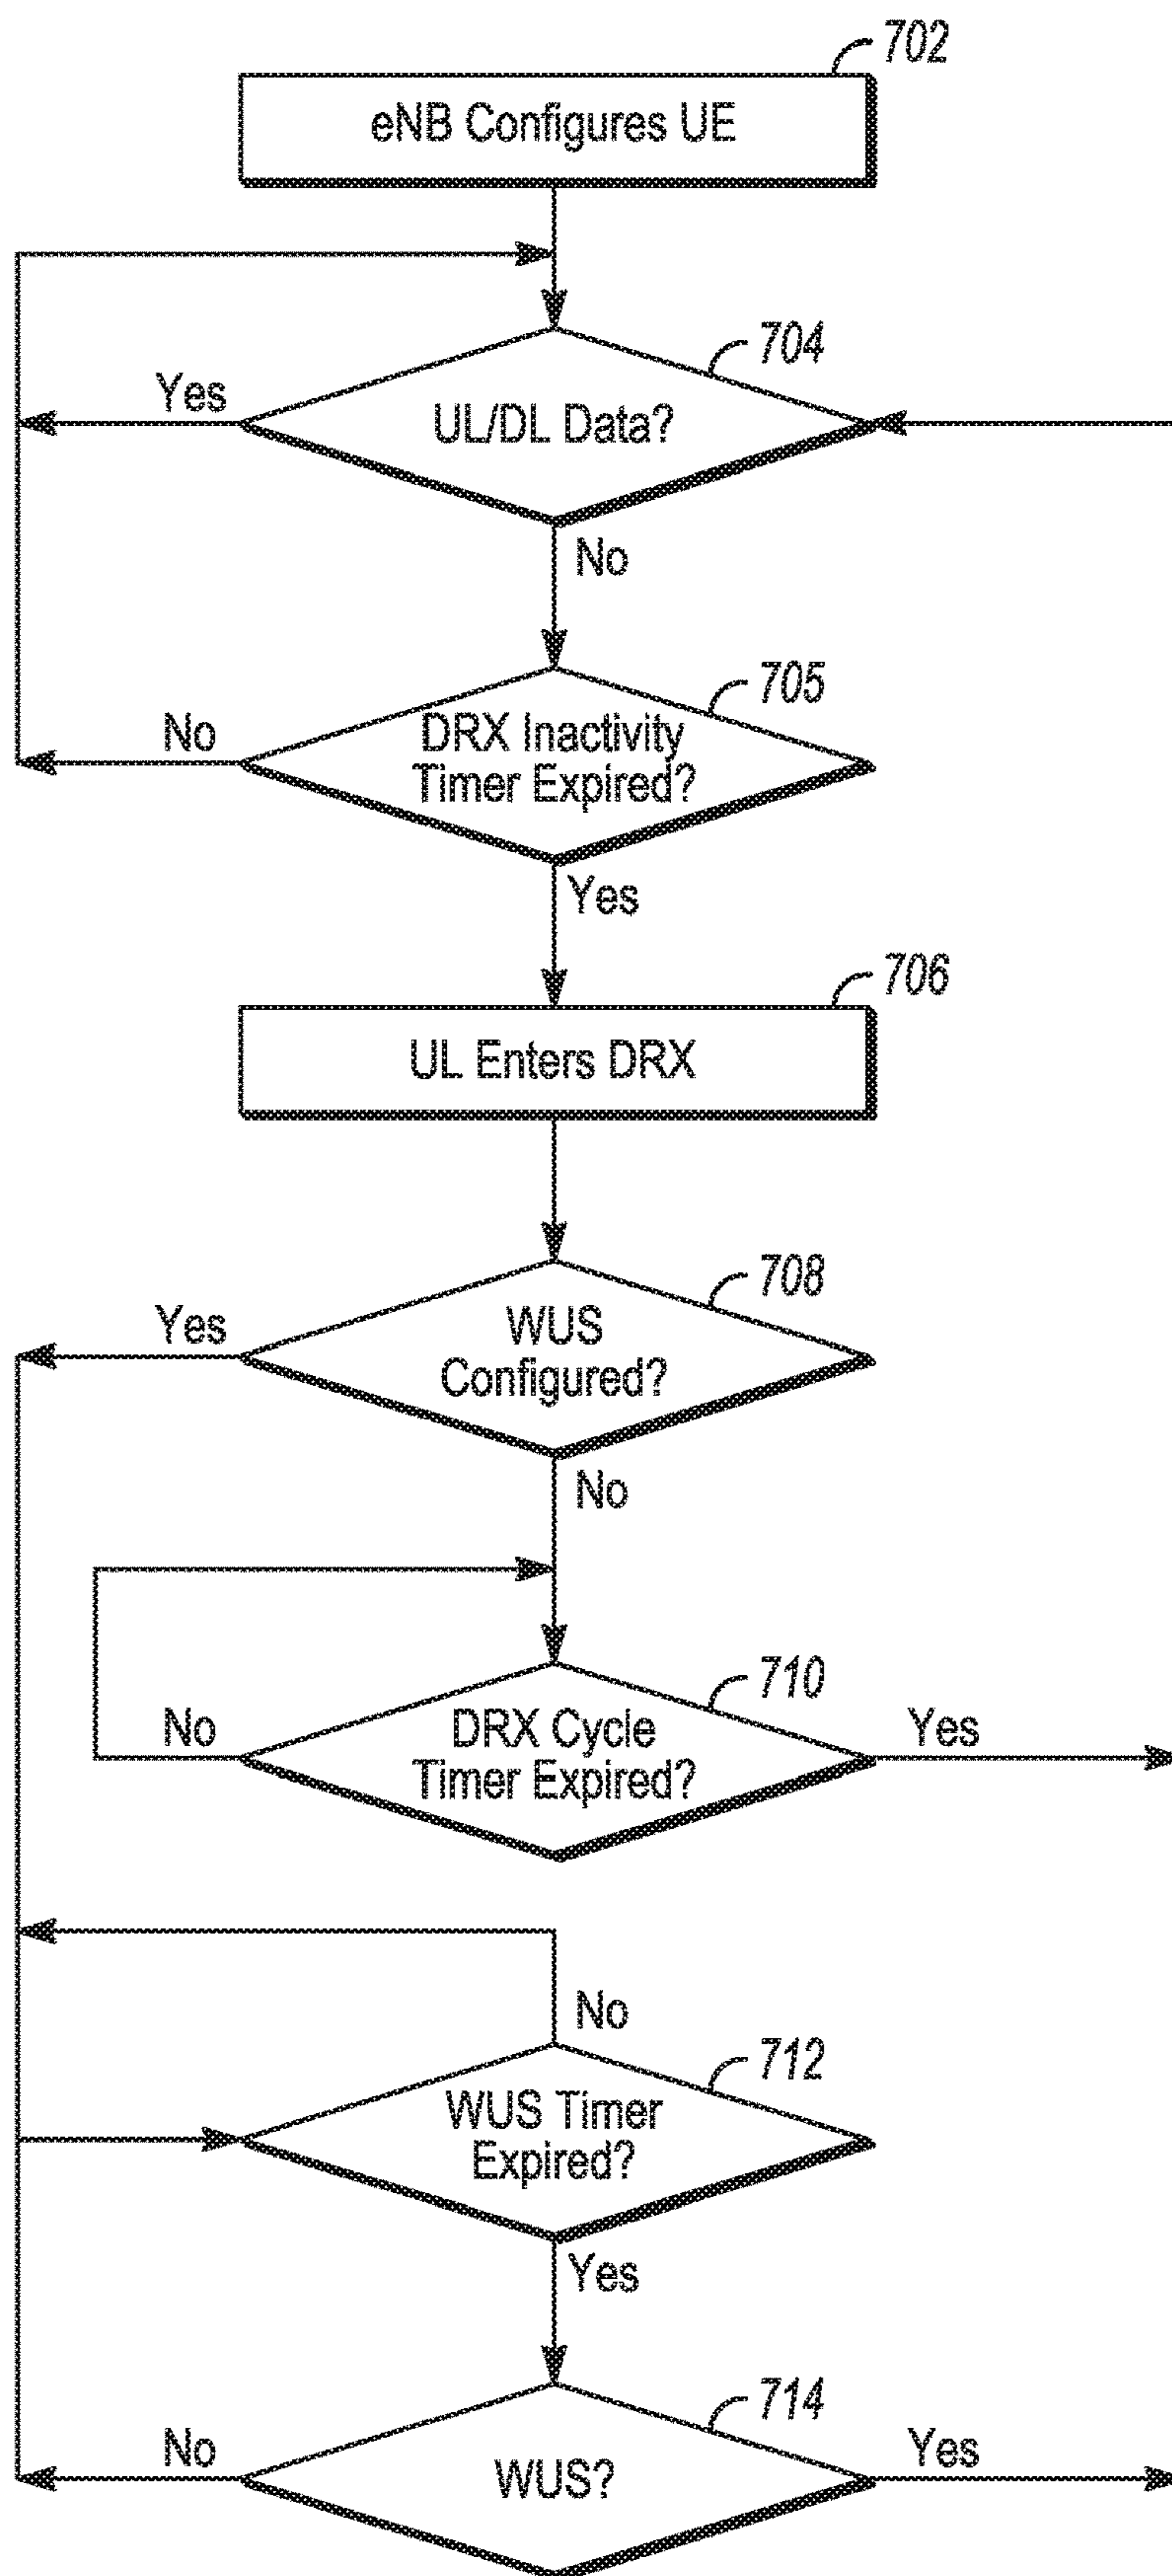 702
eNB Configures UE
704
Yes
UL/DL Data?
No
705
No
DRX Inactivity
Timer Expired?
Yes
706
UL Enters DRX
708
Yes
WUS
Configured?
No
710
No
DRX Cycle
Timer Expired?
Yes
No
712
WUS Timer
Expired?
Yes
714
No
WUS?
Yes